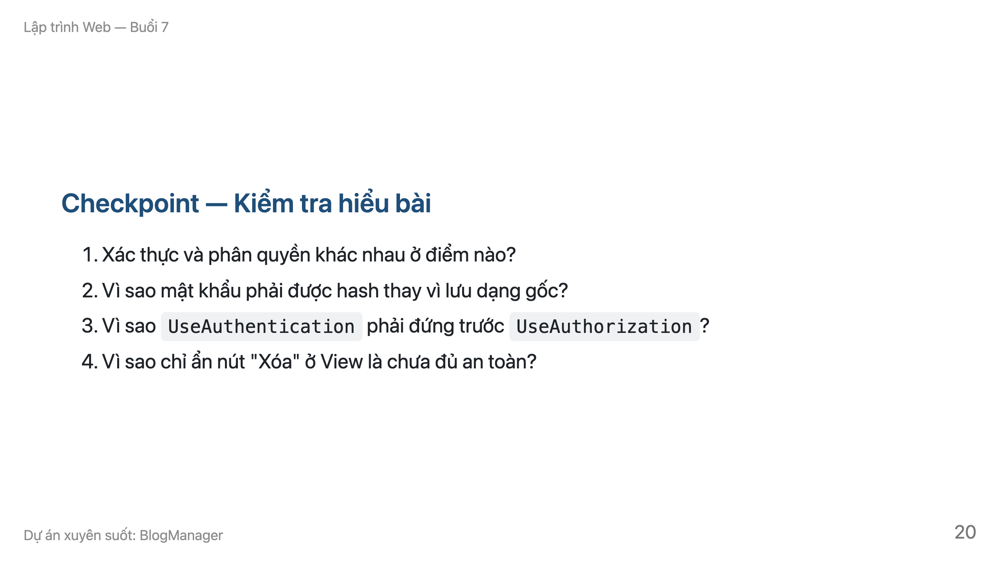 Lập trình Web — Buổi 7
Checkpoint — Kiểm tra hiểu bài
1. Xác thực và phân quyền khác nhau ở điểm nào?
2. Vì sao mật khẩu phải được hash thay vì lưu dạng gốc?
3. Vì sao UseAuthentication phải đứng trước UseAuthorization ?
4. Vì sao chỉ ẩn nút "Xóa" ở View là chưa đủ an toàn?
Dự án xuyên suốt: BlogManager
20